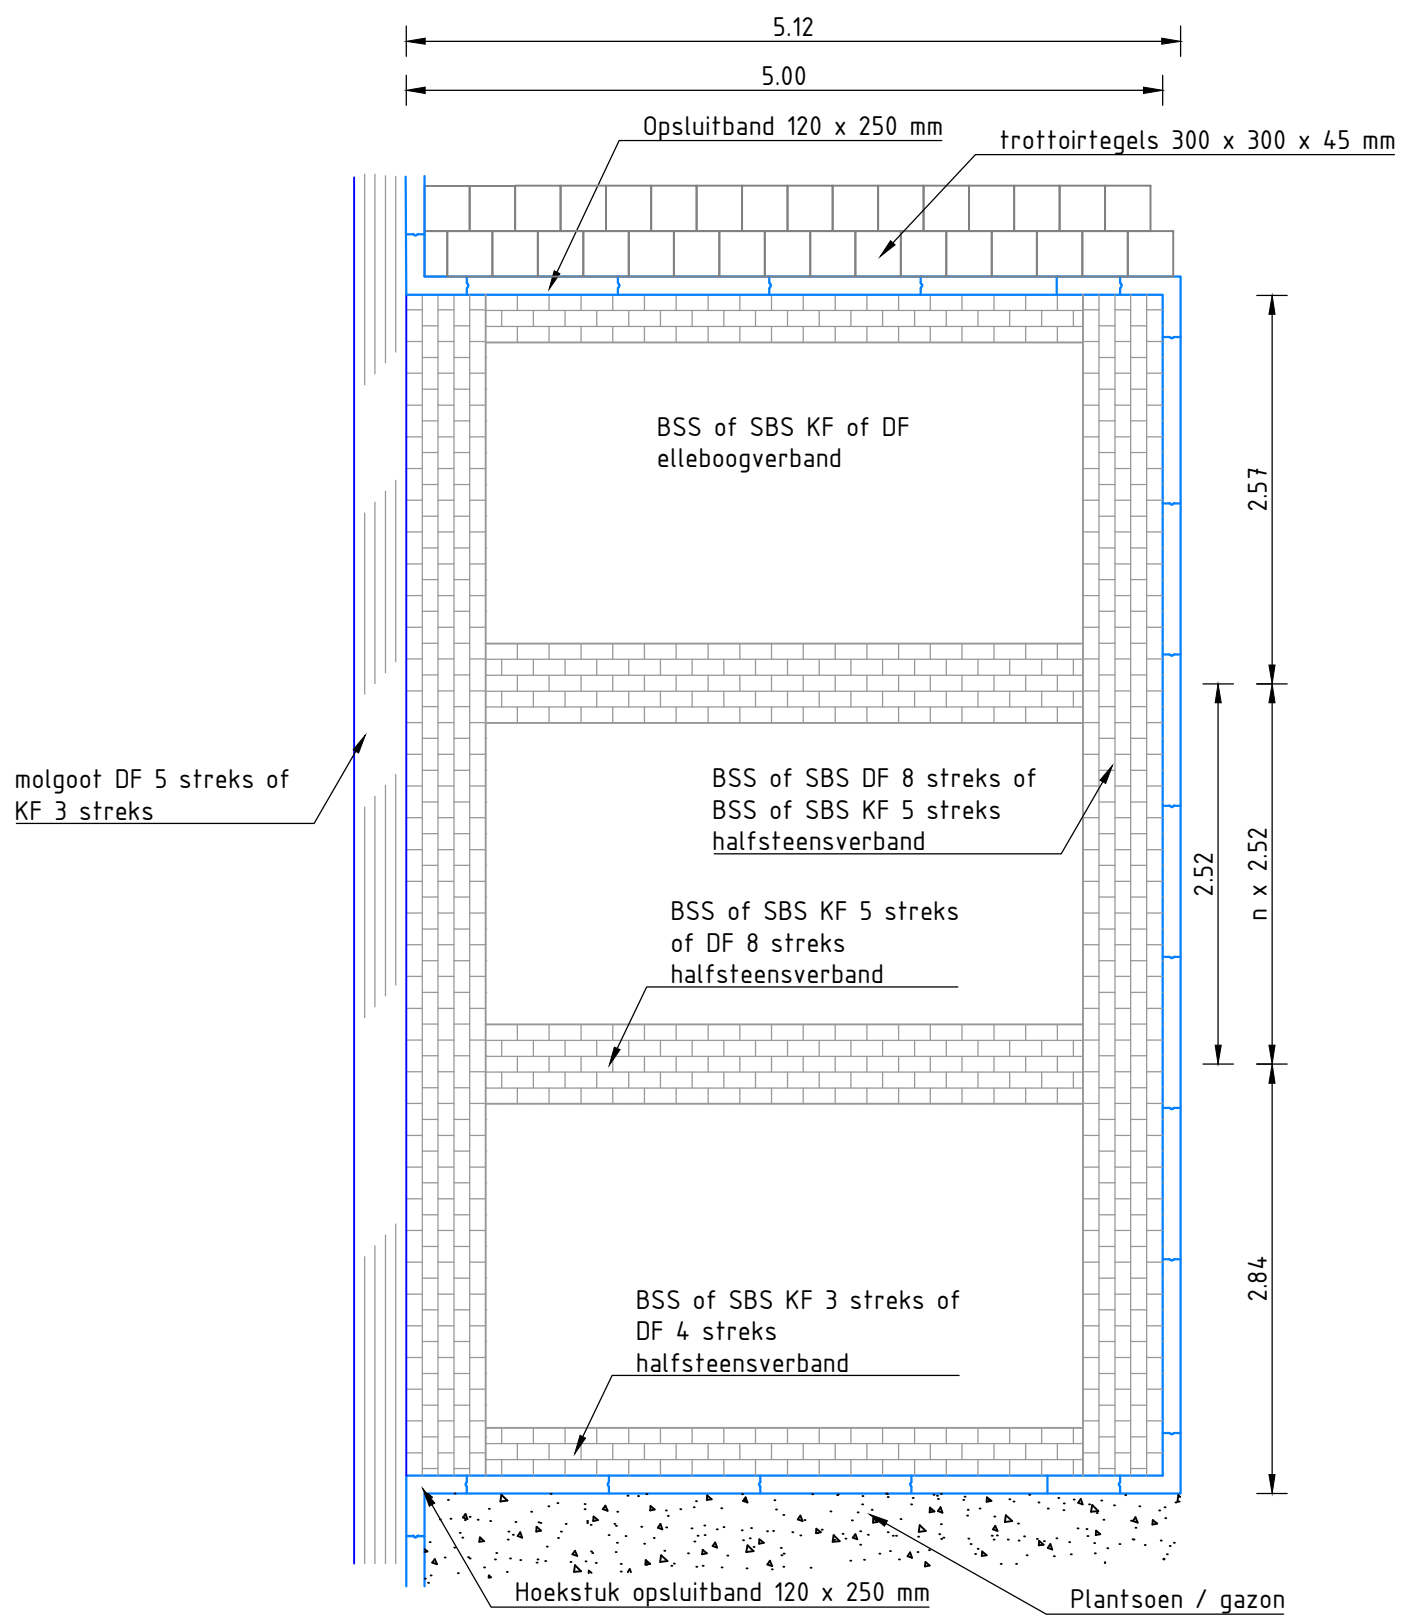 5.12
5.00
Opsluitband 120 x 250 mm
trottoirtegels 300 x 300 x 45 mm
BSS of SBS KF of DF
elleboogverband
2.57
molgoot DF 5 streks of
KF 3 streks
BSS of SBS DF 8 streks of
BSS of SBS KF 5 streks
halfsteensverband
2.52
n x 2.52
BSS of SBS KF 5 streks
of DF 8 streks
halfsteensverband
2.84
BSS of SBS KF 3 streks of
DF 4 streks
halfsteensverband
Hoekstuk opsluitband 120 x 250 mm
Plantsoen / gazon